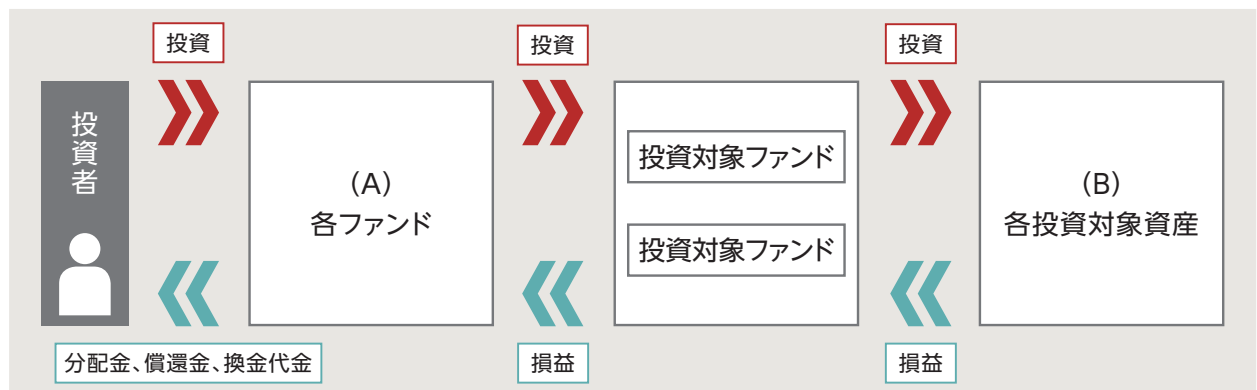 投資
投資
投資
投資者
（A）
各ファンド
投資対象ファンド
投資対象ファンド
（B）
各投資対象資産
分配金、償還金、換金代金
損益
損益